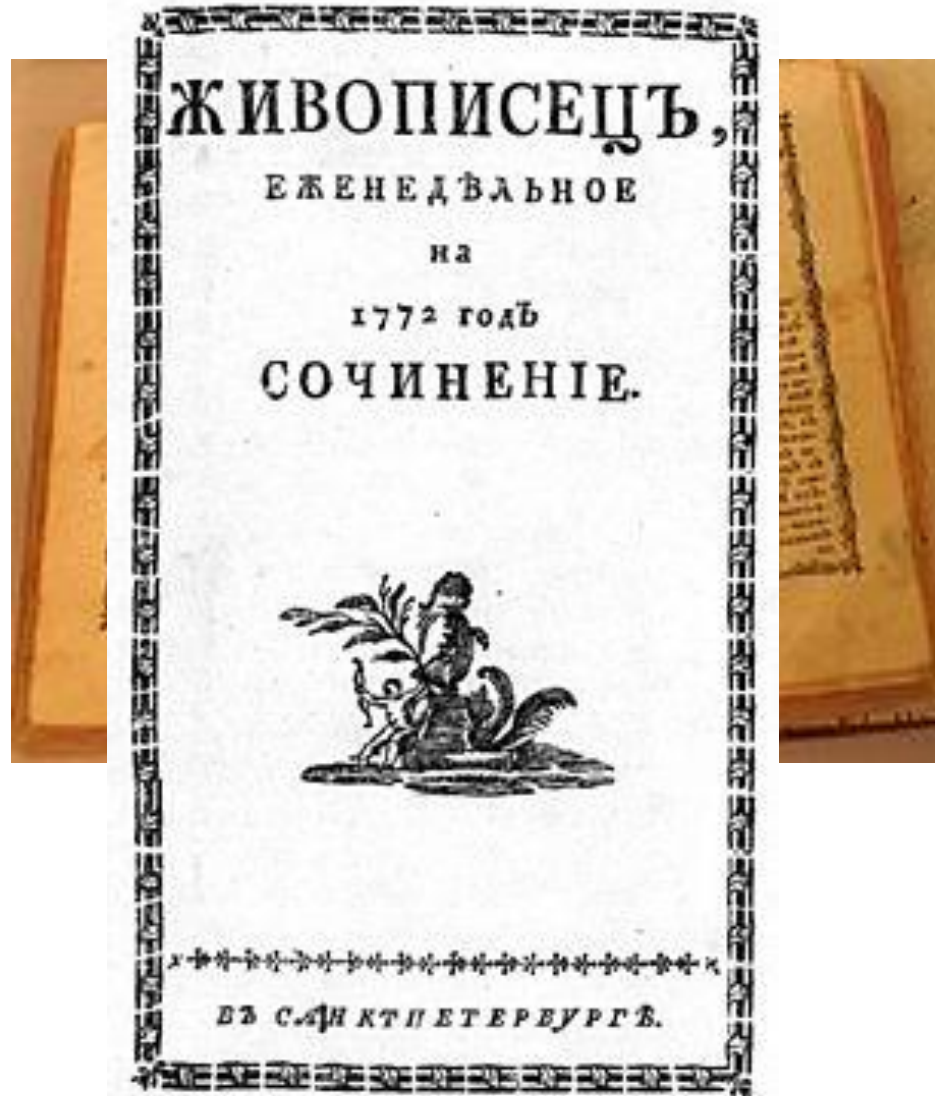 ЖИВОПИСЕЦЪ,
ЕЖЕНЕДѢЛЬНОЕ
на
1772 годЪ
СОЧИНЕНІЕ.
ВЪ САНКТПЕТЕРБУРГѢ.